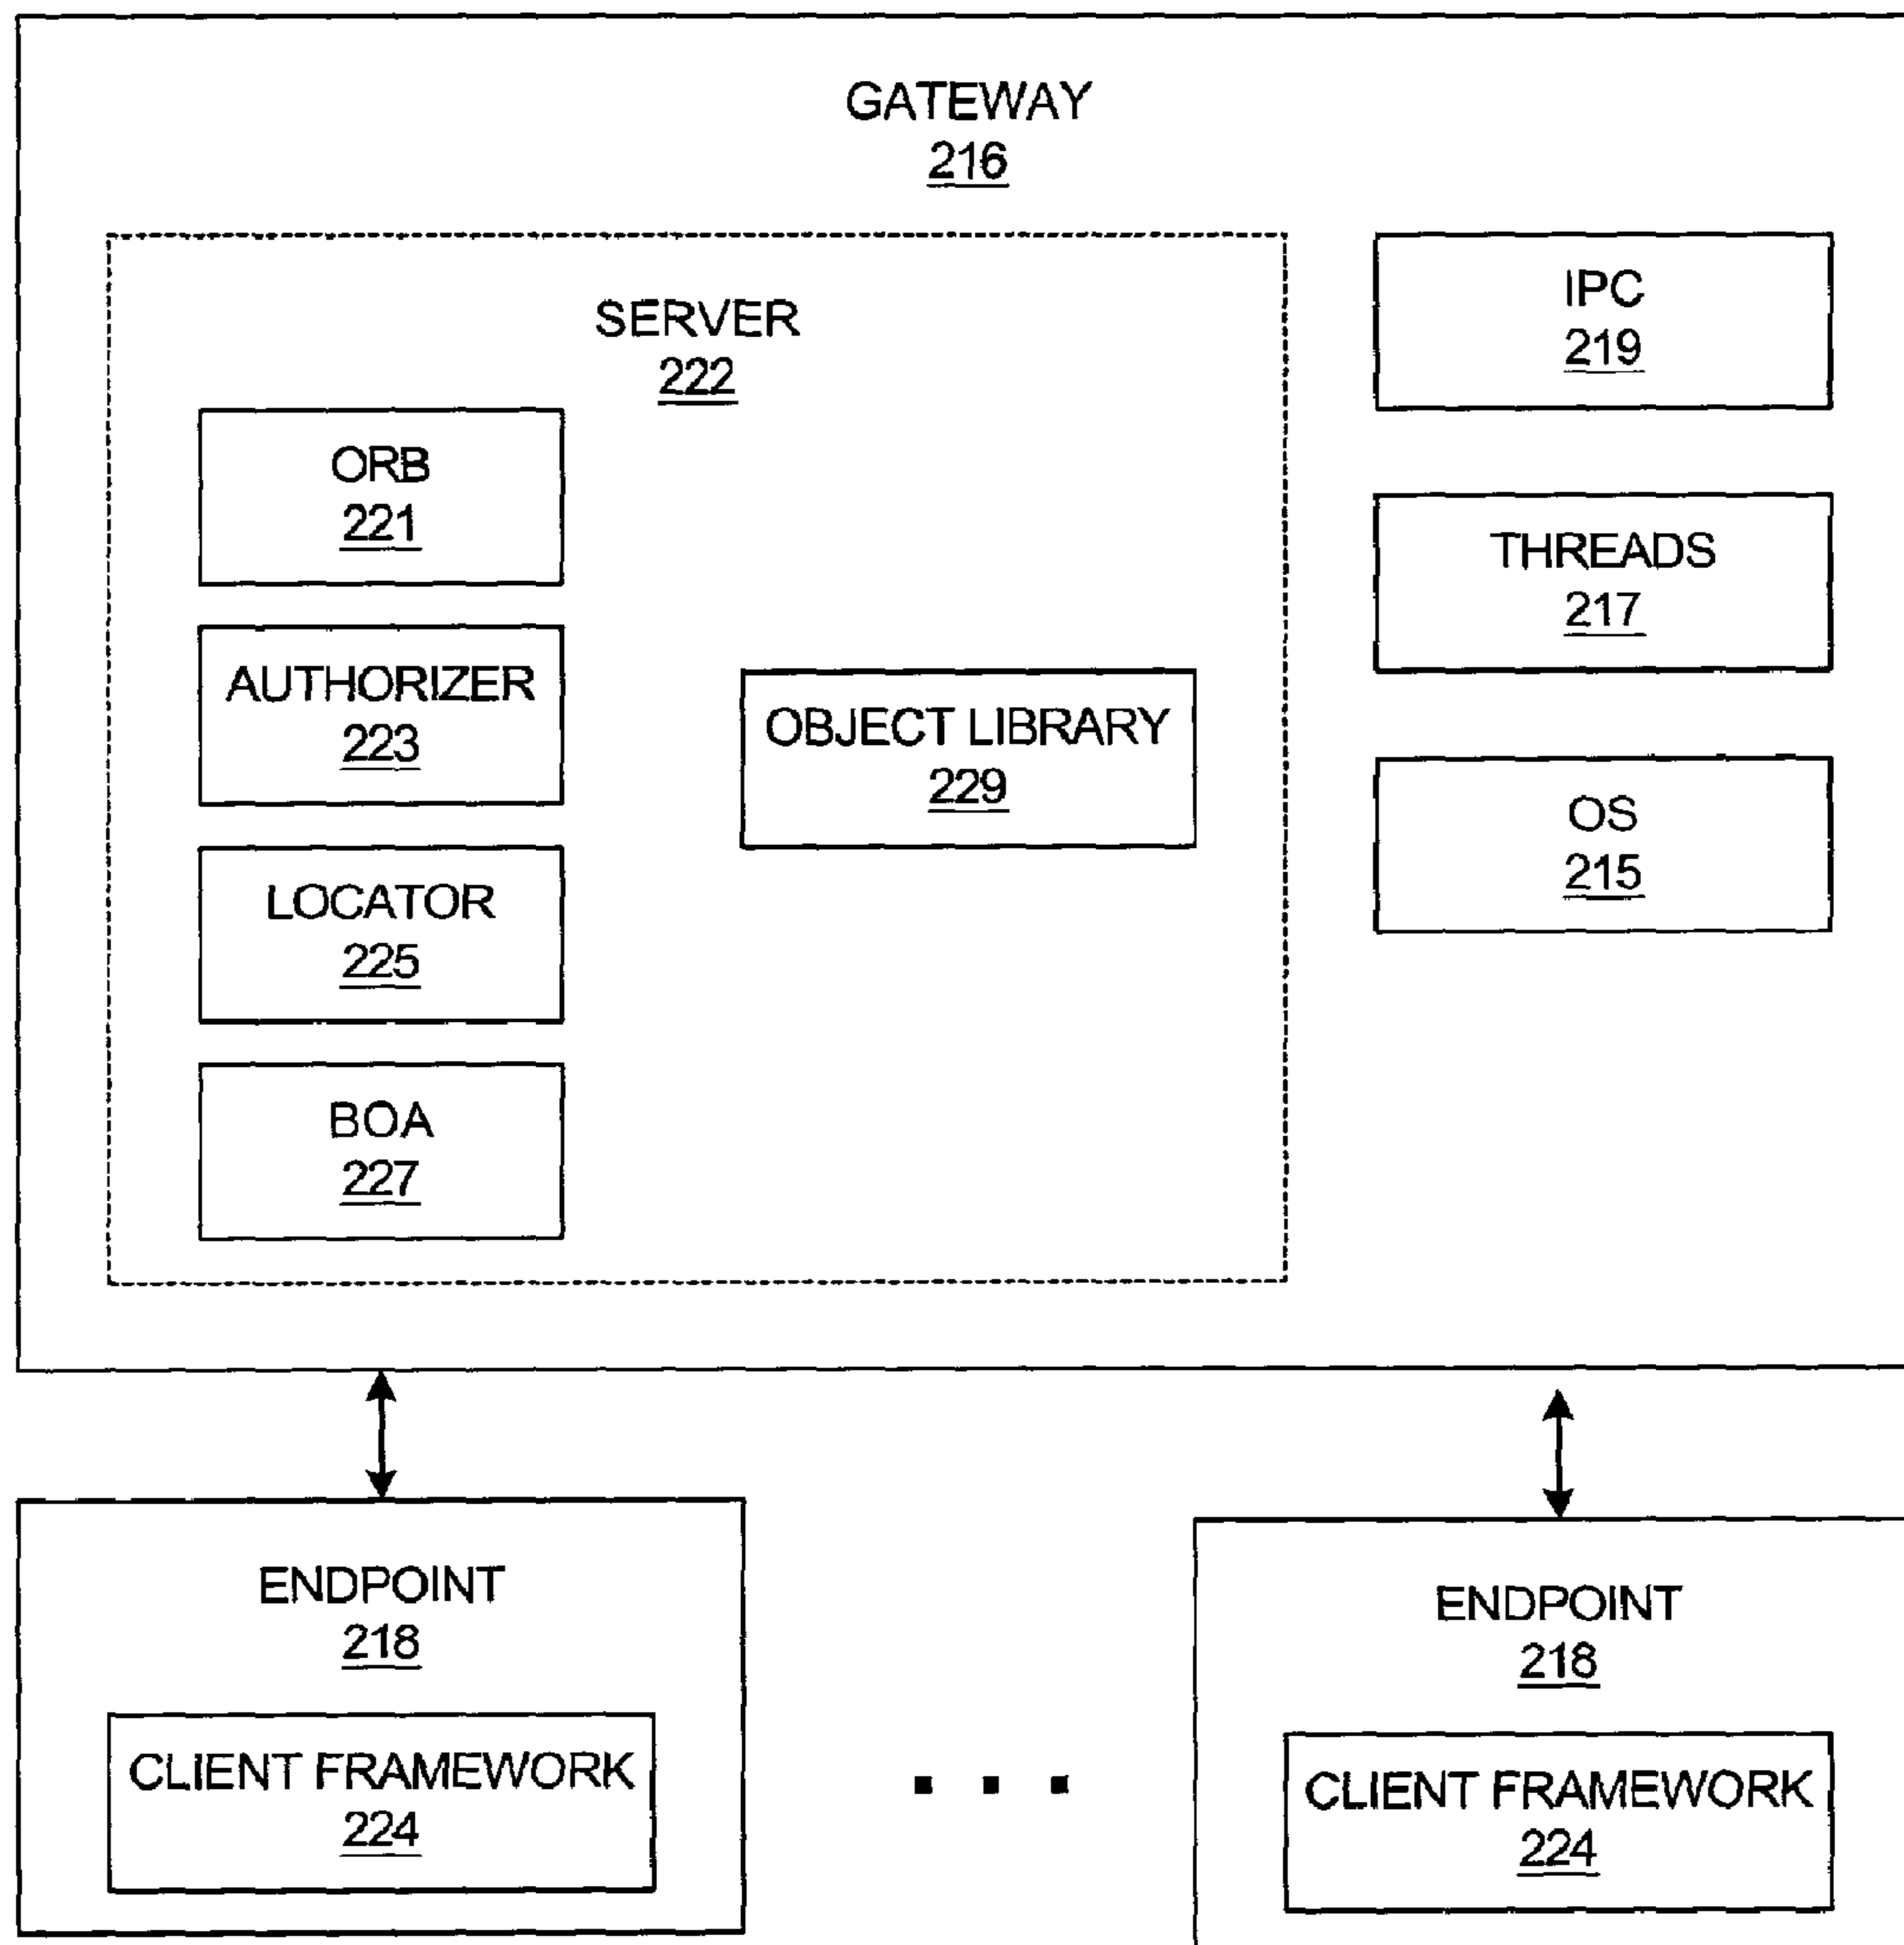 GATEWAY
216
SERVER
222
ORB
221
AUTHORIZER
223
LOCATOR
225
BOA
227
OBJECT LIBRARY
229
IPC
219
THREADS
217
OS
215
ENDPOINT
218
CLIENT FRAMEWORK
224
ENDPOINT
218
CLIENT FRAMEWORK
224